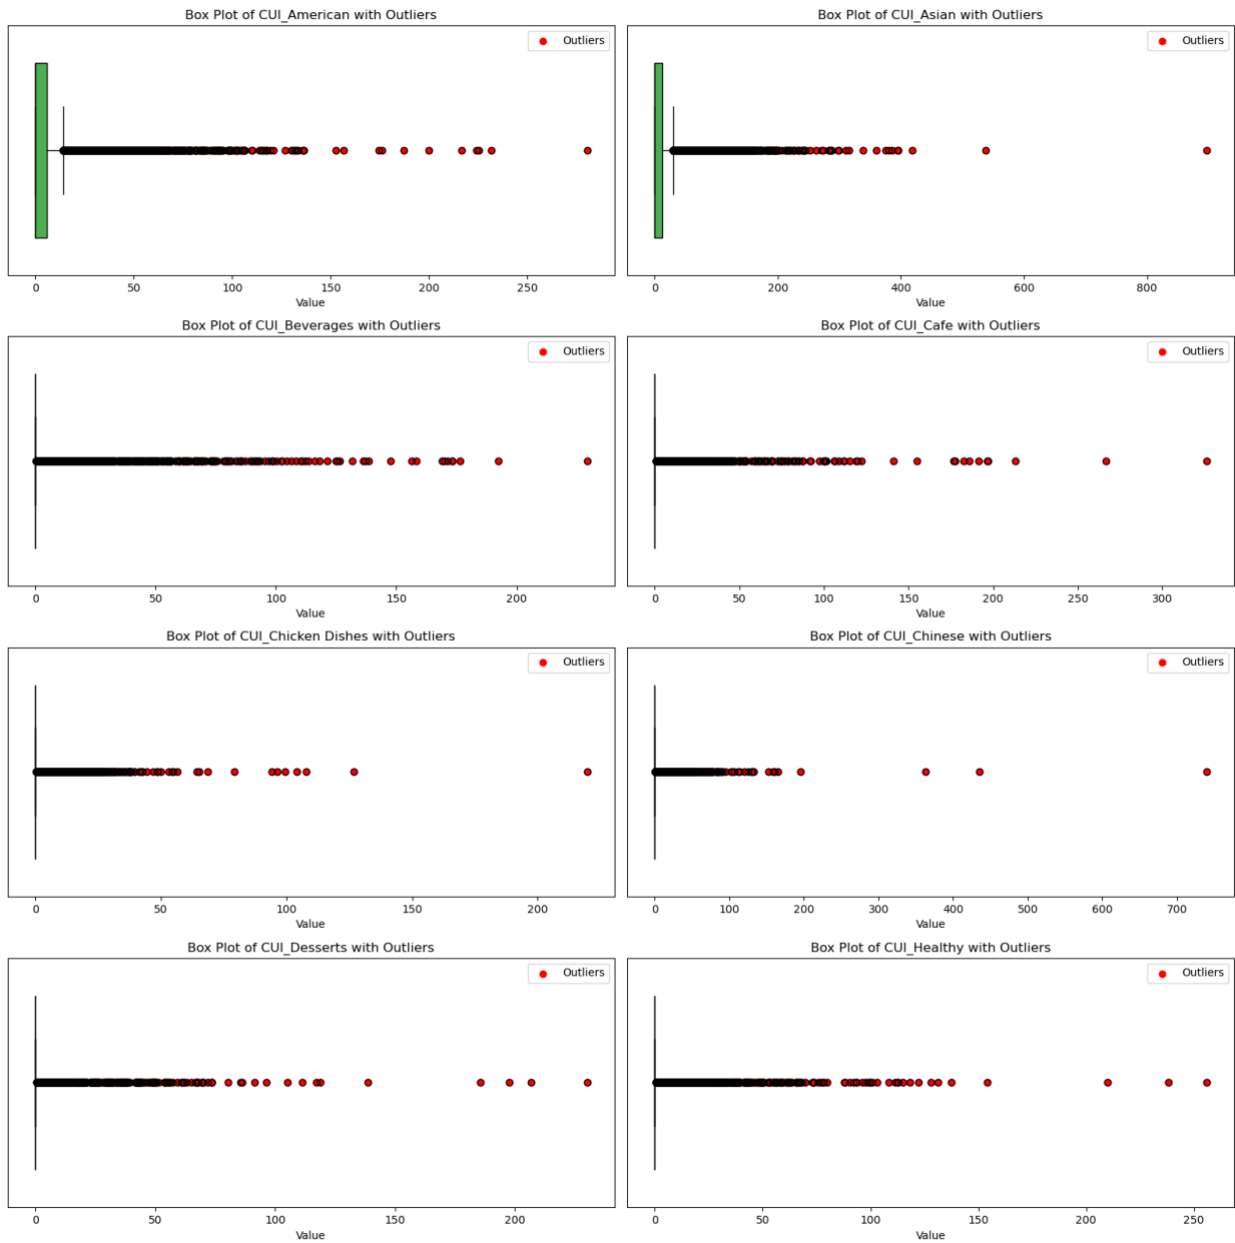 Box Plot of CUI_American with Outliers
Outliers
0 50 100 150 200 250
Value
Box Plot of CUI_Asian with Outliers
Outliers
0 200 400 600 800
Value
Box Plot of CUI_Beverages with Outliers
Outliers
0 50 100 150 200
Value
Box Plot of CUI_Cafe with Outliers
Outliers
0 50 100 150 200 250 300
Value
Box Plot of CUI_Chicken Dishes with Outliers
Outliers
0 50 100 150 200
Value
Box Plot of CUI_Chinese with Outliers
Outliers
0 100 200 300 400 500 600 700
Value
Box Plot of CUI_Desserts with Outliers
Outliers
0 50 100 150 200
Value
Box Plot of CUI_Healthy with Outliers
Outliers
0 50 100 150 200 250
Value